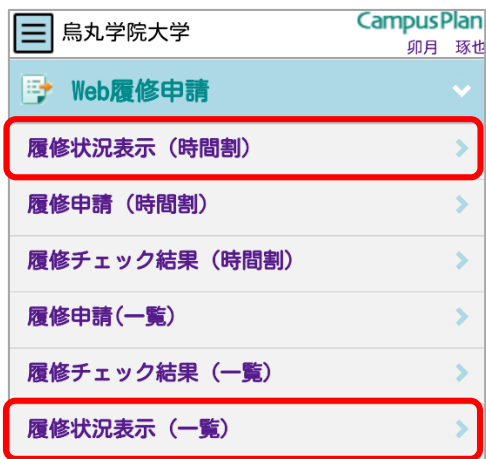 烏丸学院大学
CampusPlan
卯月 琢也
Web履修申請
履修状況表示（時間割）
履修申請（時間割）
履修チェック結果（時間割）
履修申請(一覧)
履修チェック結果（一覧）
履修状況表示（一覧）